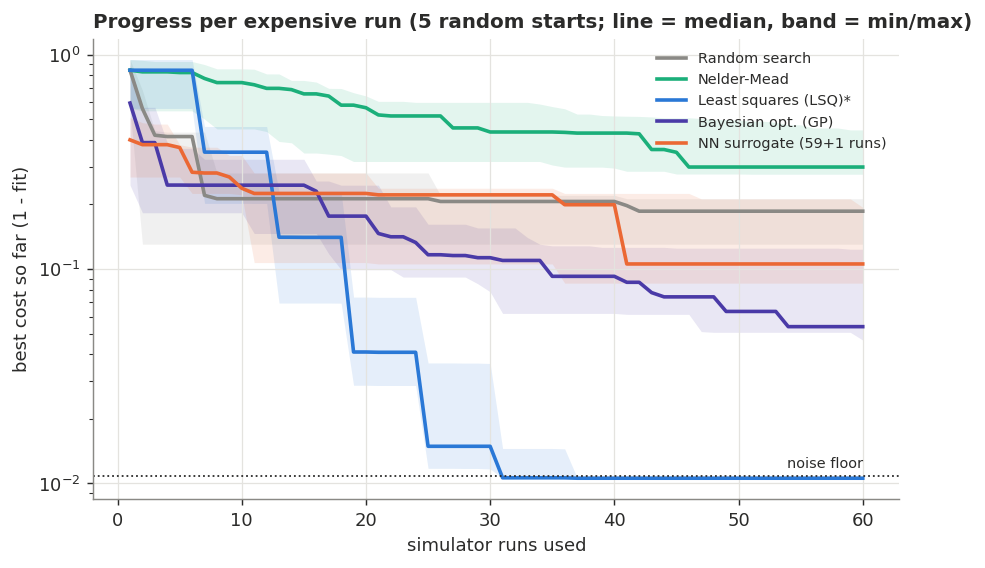 Progress per expensive run (5 random starts; line = median, band = min/max)
best cost so far (1 - fit)
10⁰
10⁻¹
10⁻²
Random search
Nelder-Mead
Least squares (LSQ)*
Bayesian opt. (GP)
NN surrogate (59+1 runs)
noise floor
0 10 20 30 40 50 60
simulator runs used